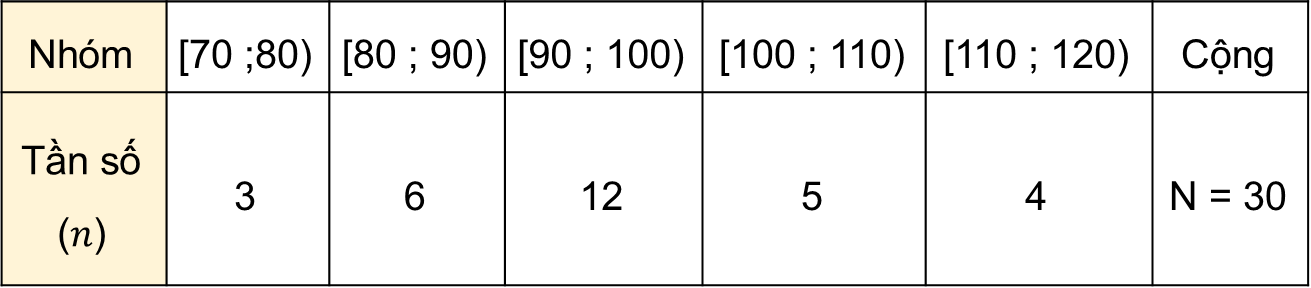 Nhóm [70 ;80) [80 ; 90) [90 ; 100) [100 ; 110) [110 ; 120) Cộng
Tần số
(n)
3 6 12 5 4 N = 30